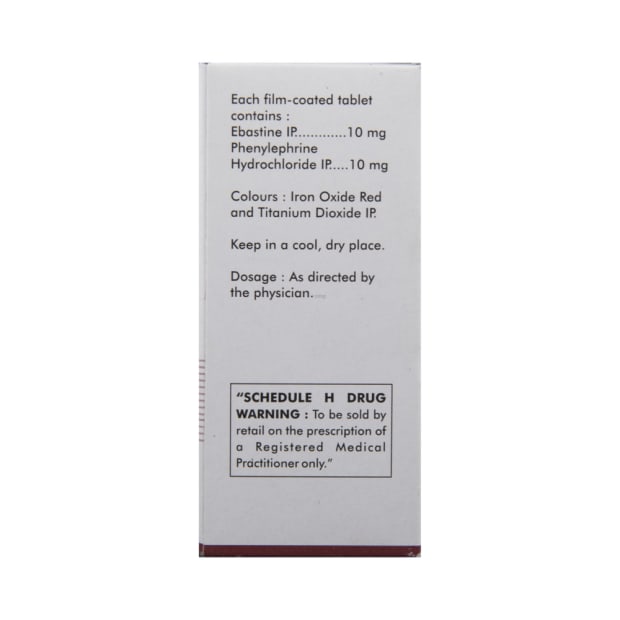 Each film-coated tablet
contains :
Ebastine IP.............10 mg
Phenylephrine
Hydrochloride IP.....10 mg
Colours : Iron Oxide Red
and Titanium Dioxide IP.
Keep in a cool, dry place.
Dosage : As directed by
the physician.
"SCHEDULE H DRUG
WARNING : To be sold by
retail on the prescription of
a Registered Medical
Practitioner only."